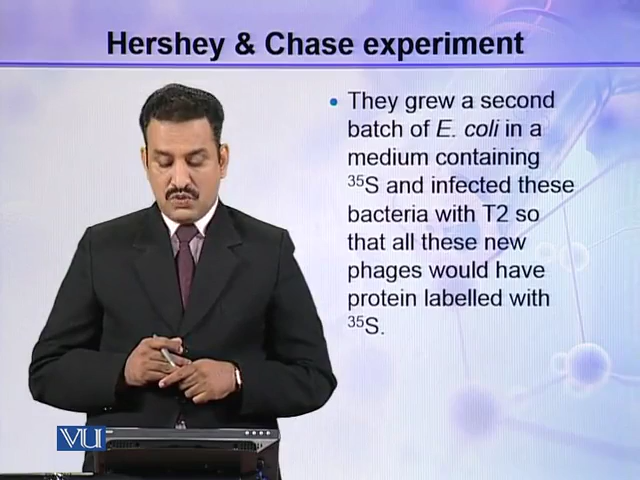 Hershey & Chase experiment
• They grew a second
batch of E. coli in a
medium containing
³⁵S and infected these
bacteria with T2 so
that all these new
phages would have
protein labelled with
³⁵S.
VU